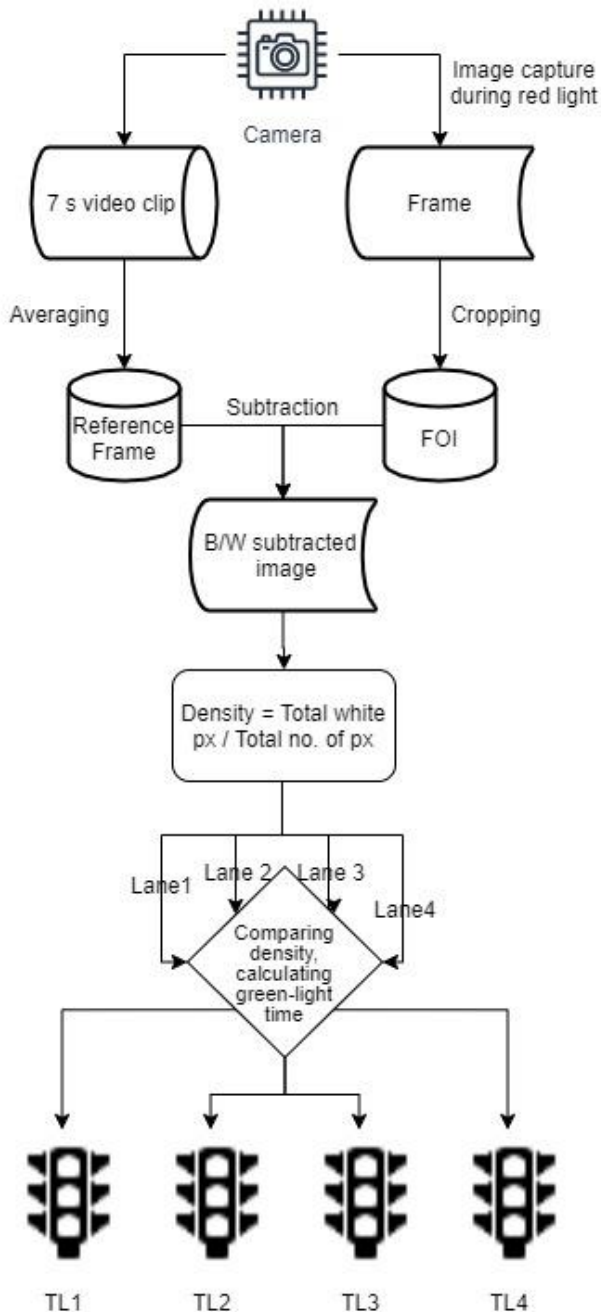 Image capture
during red light
Camera
7 s video clip
Frame
Averaging
Cropping
Reference
Frame
Subtraction
FOI
B/W subtracted
image
Density = Total white
px / Total no. of px
Lane1
Lane 2
Lane 3
Lane4
Comparing
density,
calculating
green-light
time
TL1
TL2
TL3
TL4